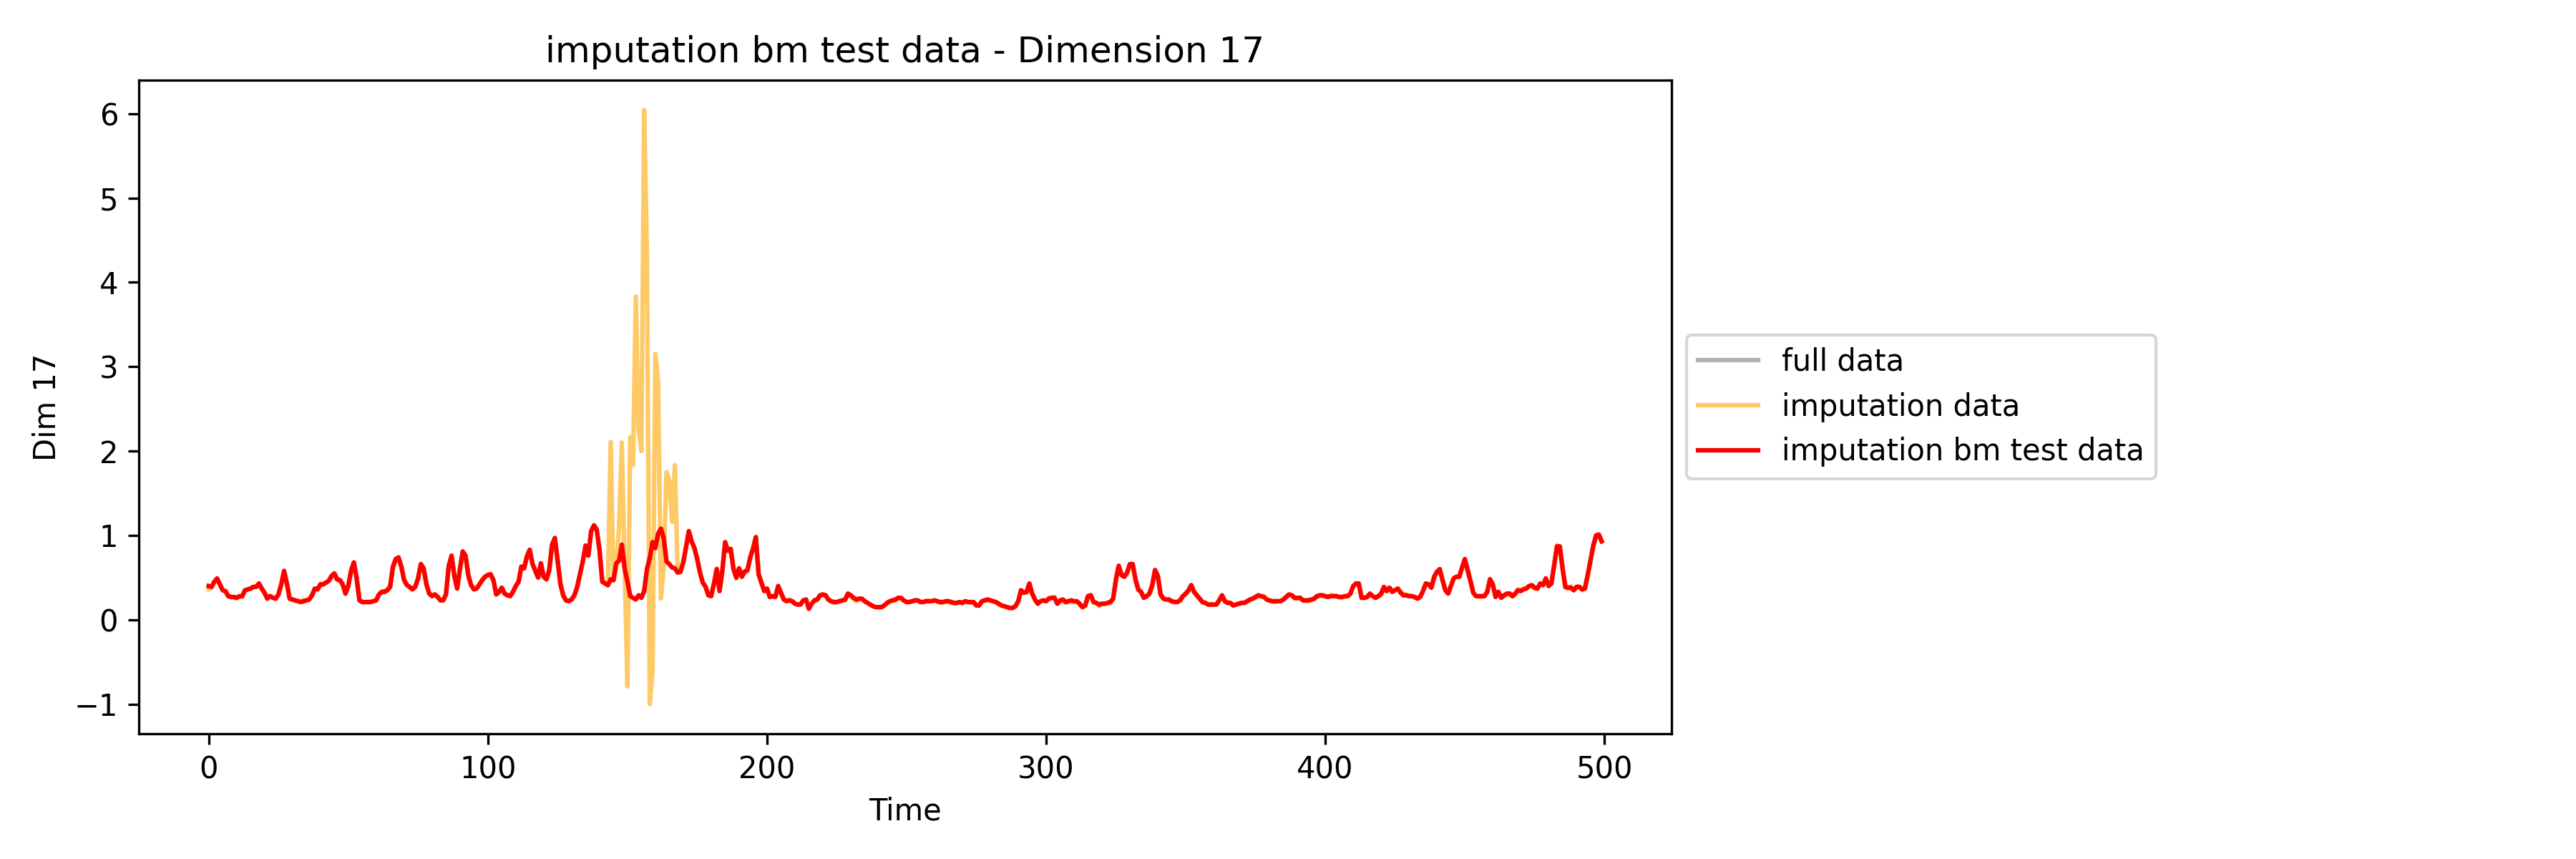 imputation bm test data - Dimension 17
6
5
4
3
2
1
0
−1
Dim 17
0 100 200 300 400 500
Time
full data
imputation data
imputation bm test data